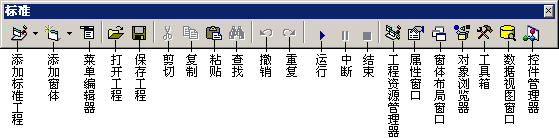 标准
添加标准工程
添加窗体
菜单编辑器
打开工程
保存工程
剪切
复制
粘贴
查找
撤销
重复
运行
中断
结束
工程资源管理器
属性窗口
窗体布局窗口
对象浏览器
工具箱
数据视图窗口
控件管理器